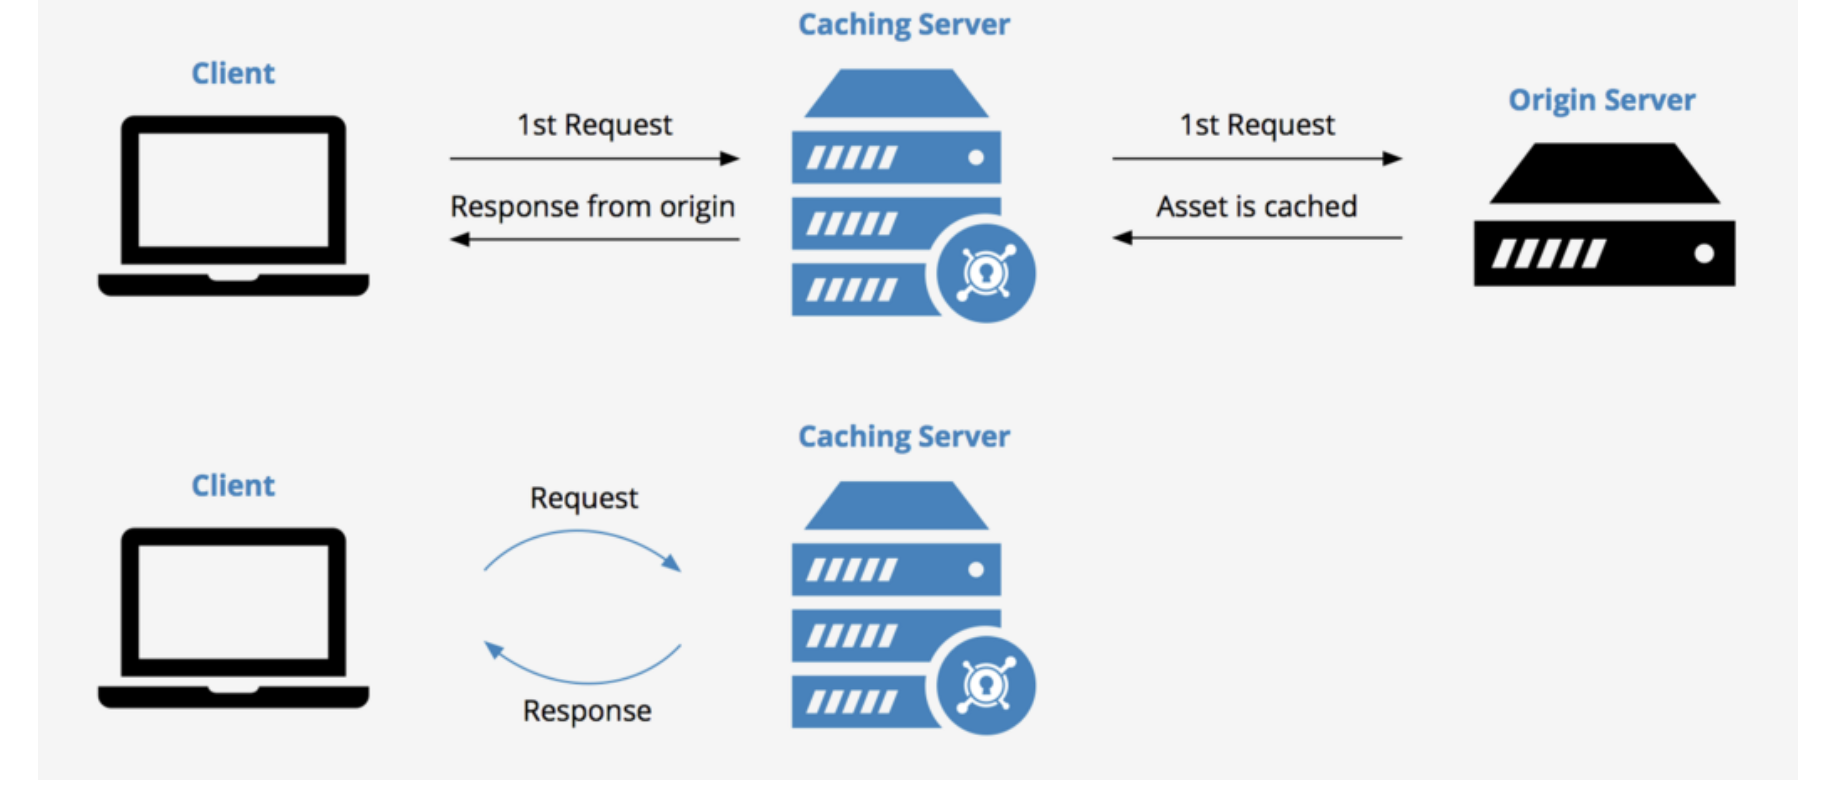 Caching Server
Client
Origin Server
1st Request
1st Request
Response from origin
Asset is cached
Caching Server
Client
Request
Response